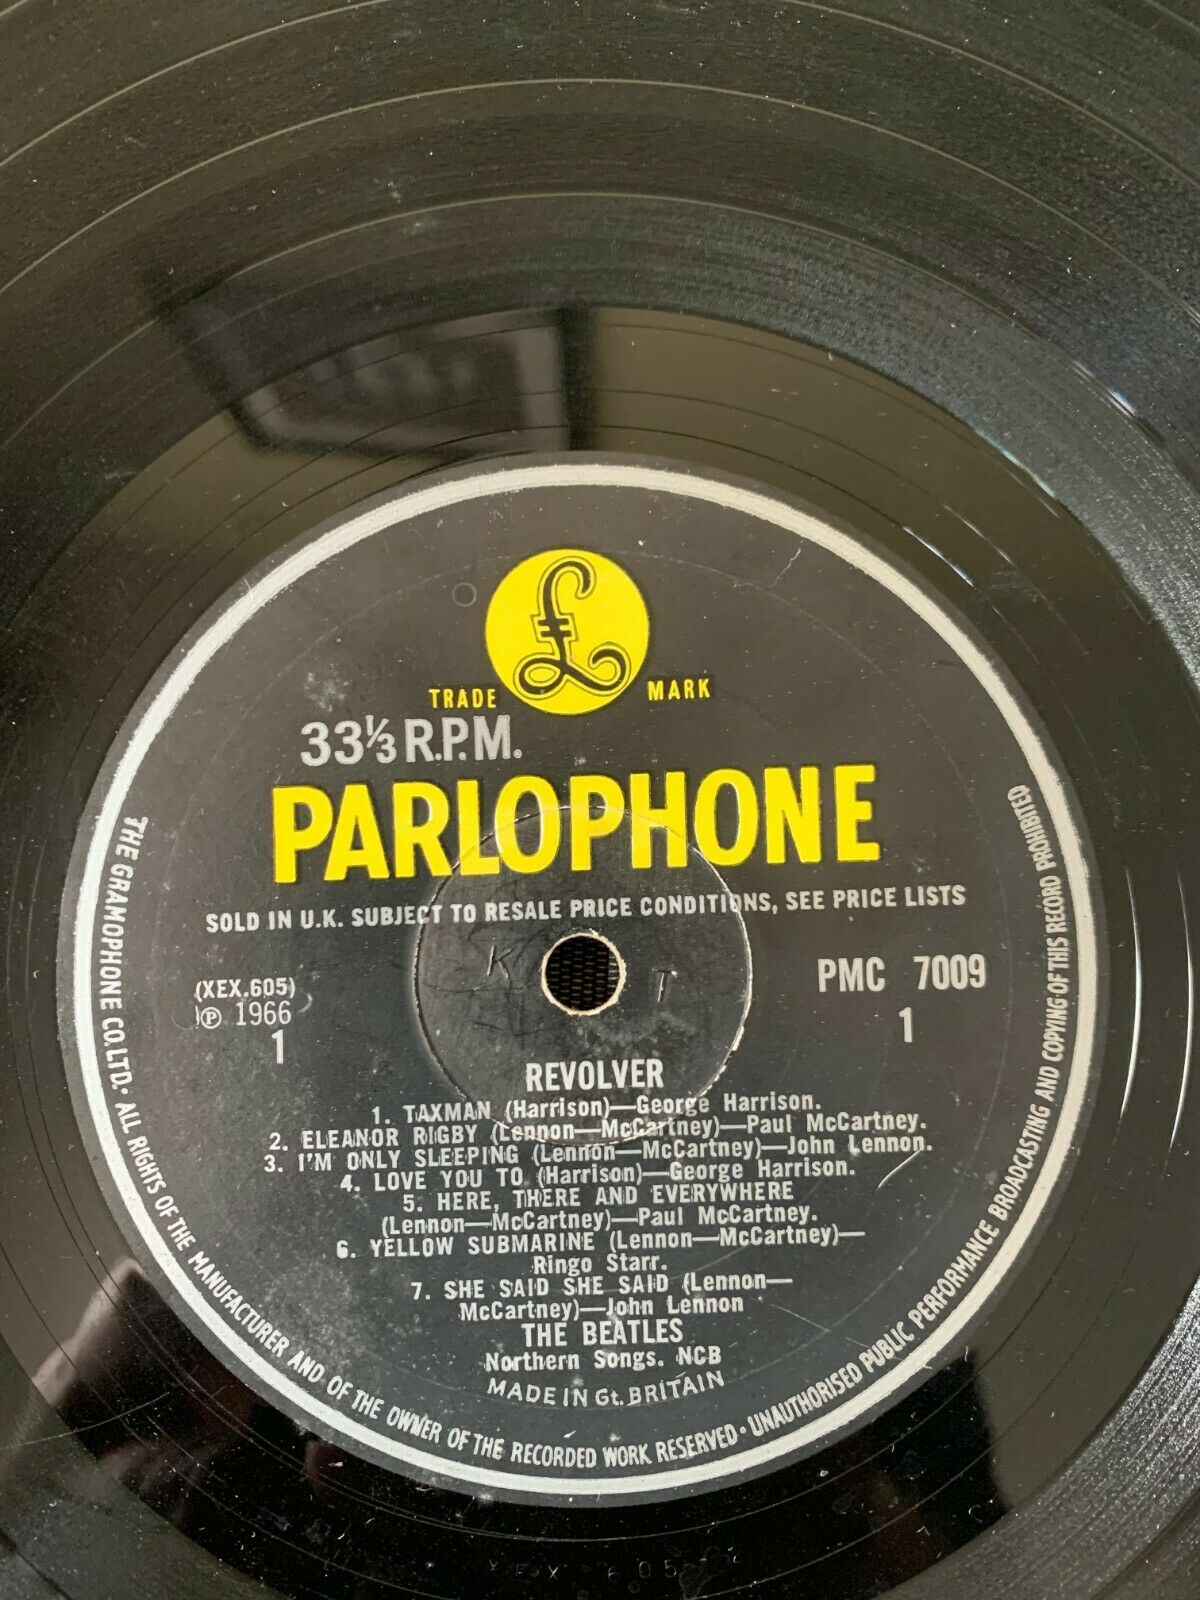 £
TRADE MARK
33⅓ R.P.M.
PARLOPHONE
SOLD IN U.K. SUBJECT TO RESALE PRICE CONDITIONS, SEE PRICE LISTS
K T
(XEX.605)
℗ 1966
1
PMC 7009
1
REVOLVER
1. TAXMAN (Harrison)—George Harrison.
2. ELEANOR RIGBY (Lennon—McCartney)—Paul McCartney.
3. I'M ONLY SLEEPING (Lennon—McCartney)—John Lennon.
4. LOVE YOU TO (Harrison)—George Harrison.
5. HERE, THERE AND EVERYWHERE
(Lennon—McCartney)—Paul McCartney.
6. YELLOW SUBMARINE (Lennon—McCartney)—
Ringo Starr.
7. SHE SAID SHE SAID (Lennon—
McCartney)—John Lennon
THE BEATLES
Northern Songs. NCB
MADE IN Gt. BRITAIN
THE GRAMOPHONE CO. LTD. • ALL RIGHTS OF THE MANUFACTURER AND OF THE OWNER OF THE RECORDED WORK RESERVED • UNAUTHORISED PUBLIC PERFORMANCE BROADCASTING AND COPYING OF THIS RECORD PROHIBITED
XEX 605